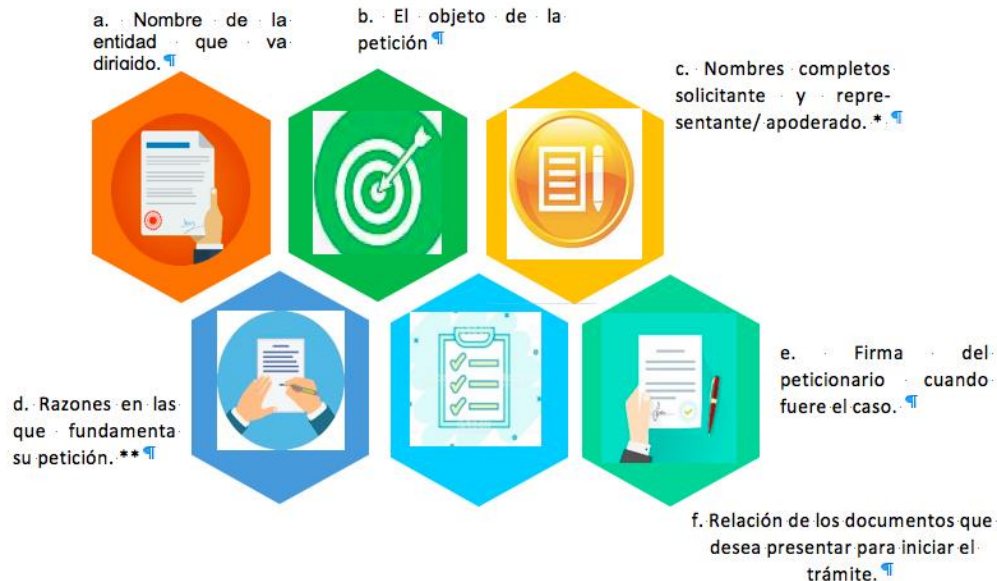 a. Nombre de la
entidad que va
dirigido. ¶
b. El objeto de la
petición ¶
c. Nombres completos
solicitante y repre-
sentante/ apoderado. * ¶
d. Razones en las
que fundamenta
su petición. ** ¶
e. Firma del
peticionario cuando
fuere el caso. ¶
f. Relación de los documentos que
desea presentar para iniciar el
trámite. ¶